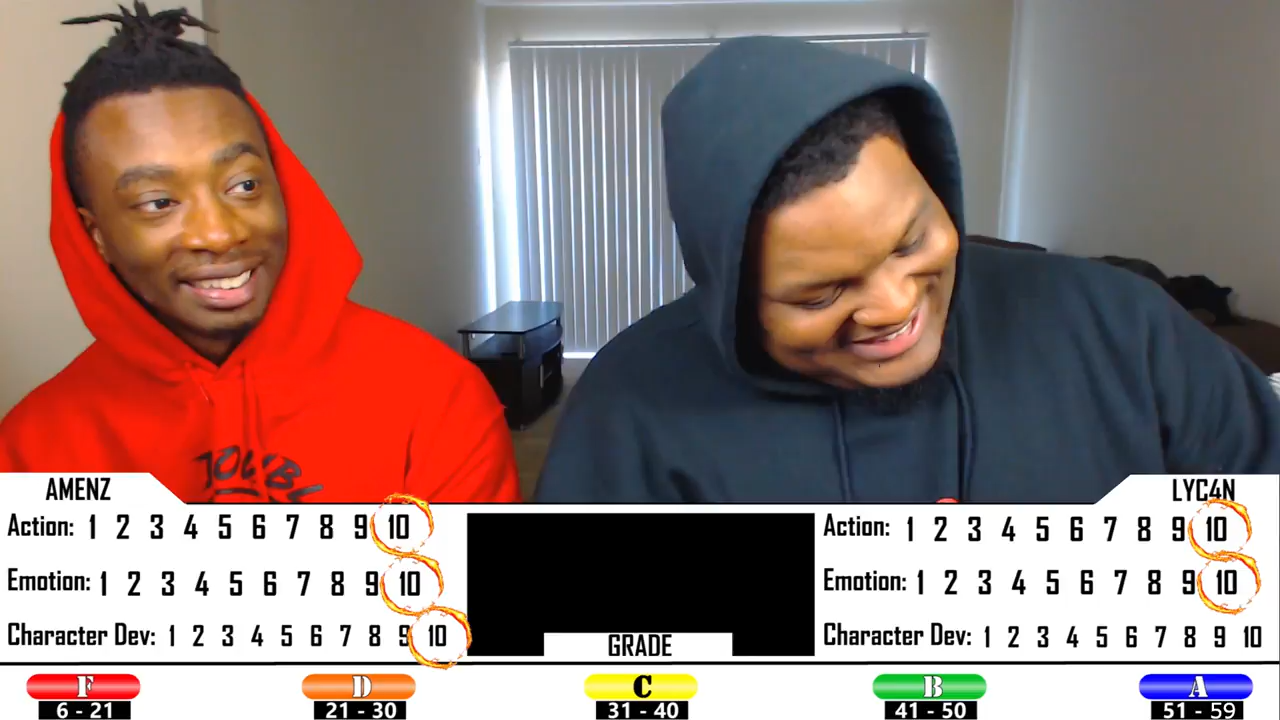 DOUBL
AMENZ
Action: 1 2 3 4 5 6 7 8 9 10
Emotion: 1 2 3 4 5 6 7 8 9 10
Character Dev: 1 2 3 4 5 6 7 8 9 10
GRADE
LYC4N
Action: 1 2 3 4 5 6 7 8 9 10
Emotion: 1 2 3 4 5 6 7 8 9 10
Character Dev: 1 2 3 4 5 6 7 8 9 10
F
6 - 21
D
21 - 30
C
31 - 40
B
41 - 50
A
51 - 59